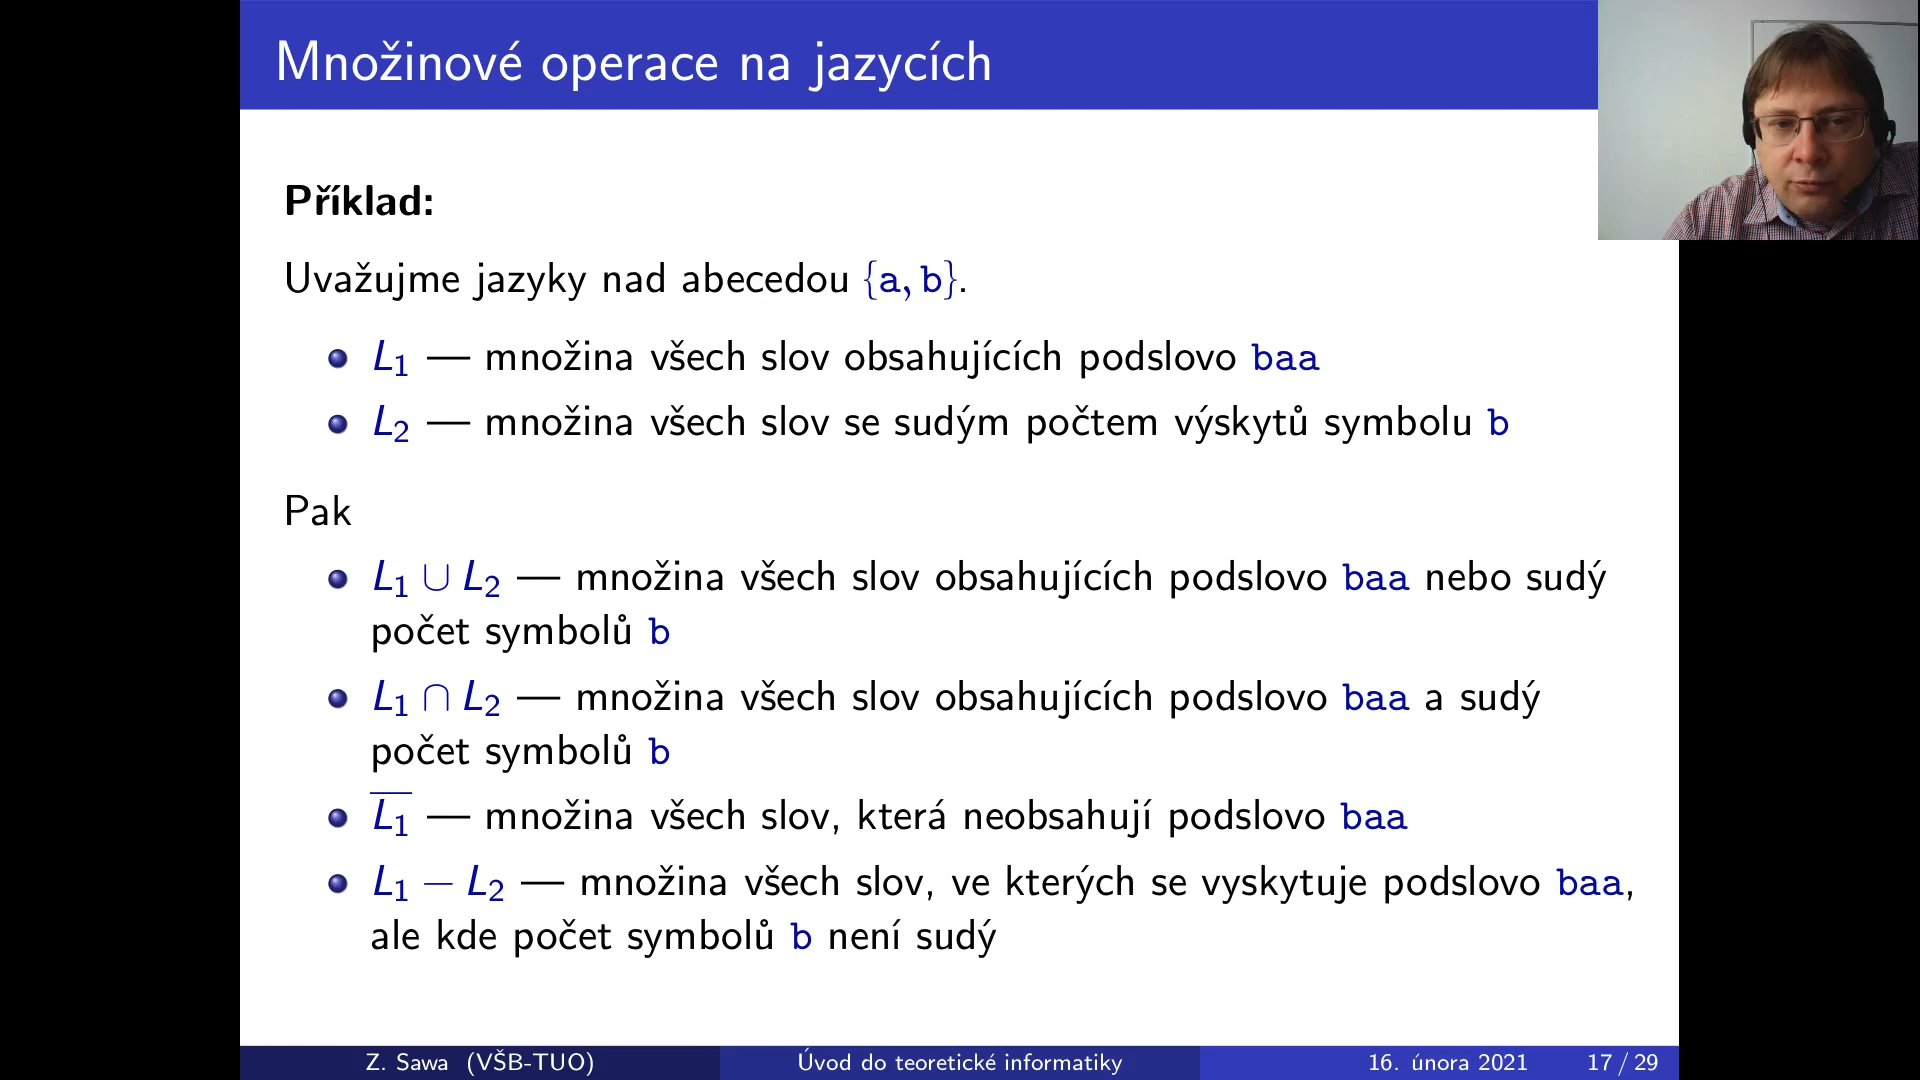 Množinové operace na jazycích
Příklad:
Uvažujme jazyky nad abecedou {a, b}.
L₁ — množina všech slov obsahujících podslovo baa
L₂ — množina všech slov se sudým počtem výskytů symbolu b
Pak
L₁ ∪ L₂ — množina všech slov obsahujících podslovo baa nebo sudý
počet symbolů b
L₁ ∩ L₂ — množina všech slov obsahujících podslovo baa a sudý
počet symbolů b
L̅₁ — množina všech slov, která neobsahují podslovo baa
L₁ − L₂ — množina všech slov, ve kterých se vyskytuje podslovo baa,
ale kde počet symbolů b není sudý
Z. Sawa (VŠB-TUO) Úvod do teoretické informatiky 16. února 2021 17 / 29